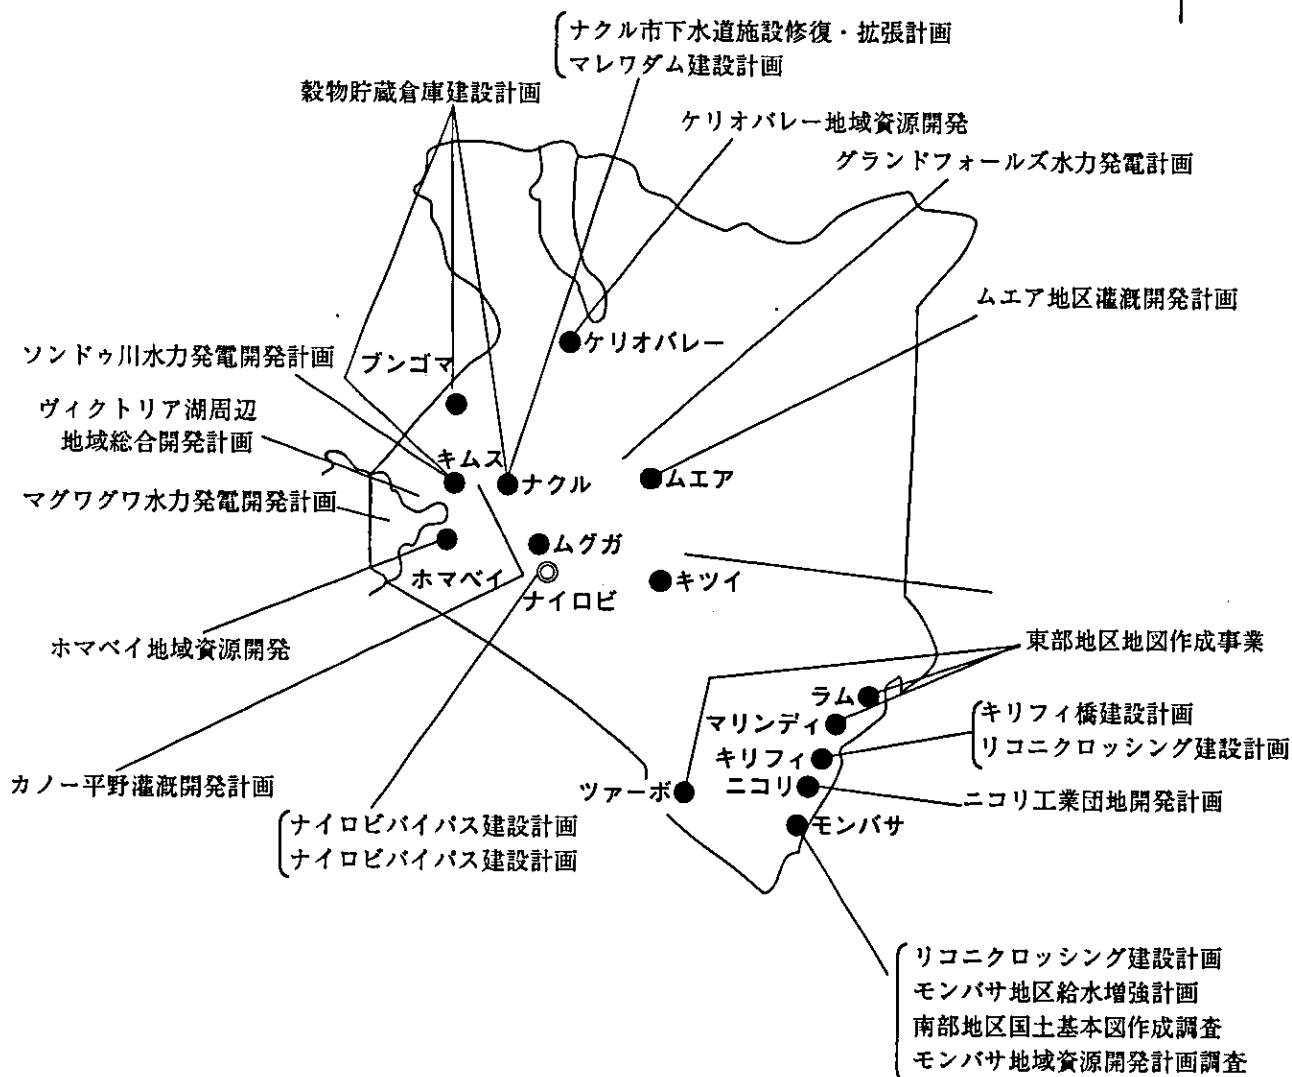 ナクル市下水道施設修復・拡張計画
マレワダム建設計画
穀物貯蔵倉庫建設計画
ケリオバレー地域資源開発
グランドフォールズ水力発電計画
ムエア地区灌漑開発計画
ケリオバレー
ソンドゥ川水力発電開発計画
ブンゴマ
ヴィクトリア湖周辺
地域総合開発計画
キムス
ナクル
ムエア
マグワグワ水力発電開発計画
ムグガ
ホマベイ
ナイロビ
キツイ
ホマベイ地域資源開発
東部地区地図作成事業
ラム
マリンディ
キリフィ橋建設計画
リコニクロッシング建設計画
キリフィ
カノー平野灌漑開発計画
ツァーボ
ニコリ
ニコリ工業団地開発計画
ナイロビバイパス建設計画
ナイロビバイパス建設計画
モンバサ
リコニクロッシング建設計画
モンバサ地区給水増強計画
南部地区国土基本図作成調査
モンバサ地域資源開発計画調査